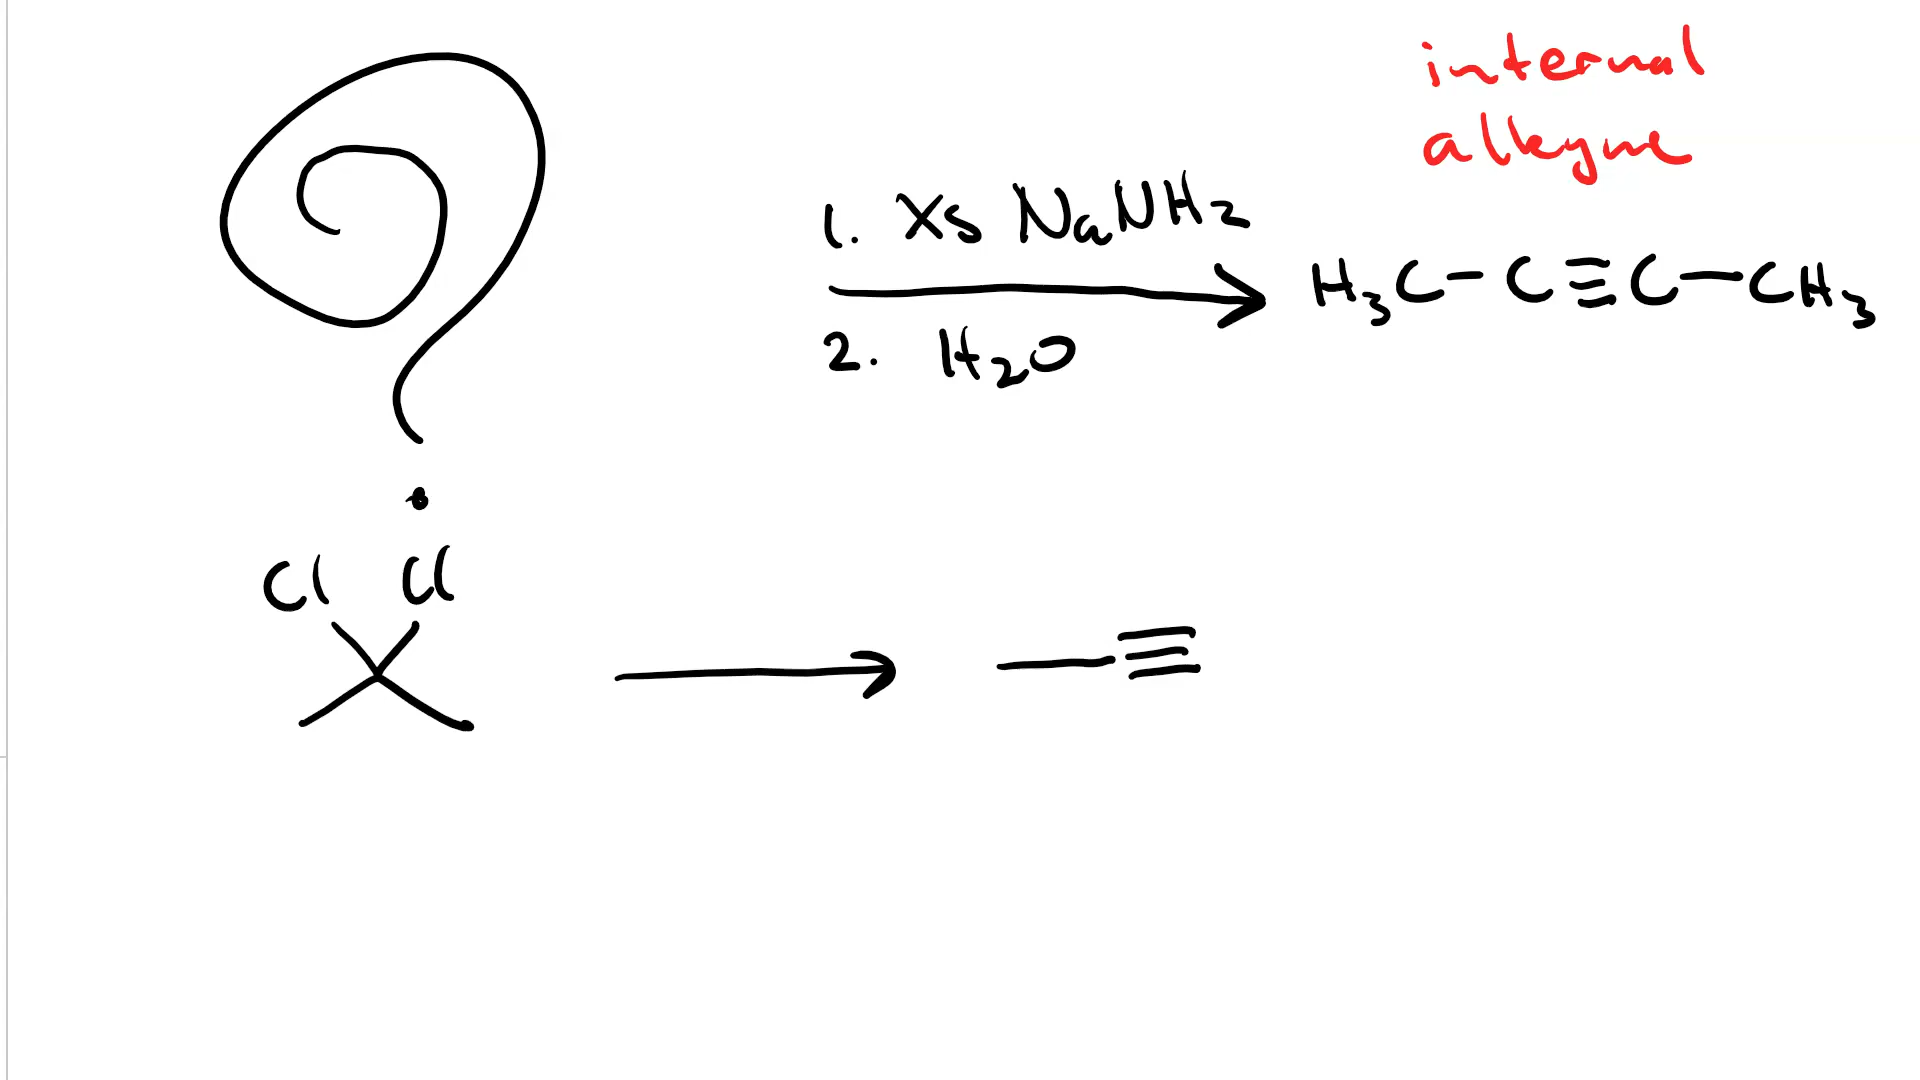 internal
alkyne
?
1. Xs NaNH2
H3C-C≡C-CH3
2. H2O
Cl Cl